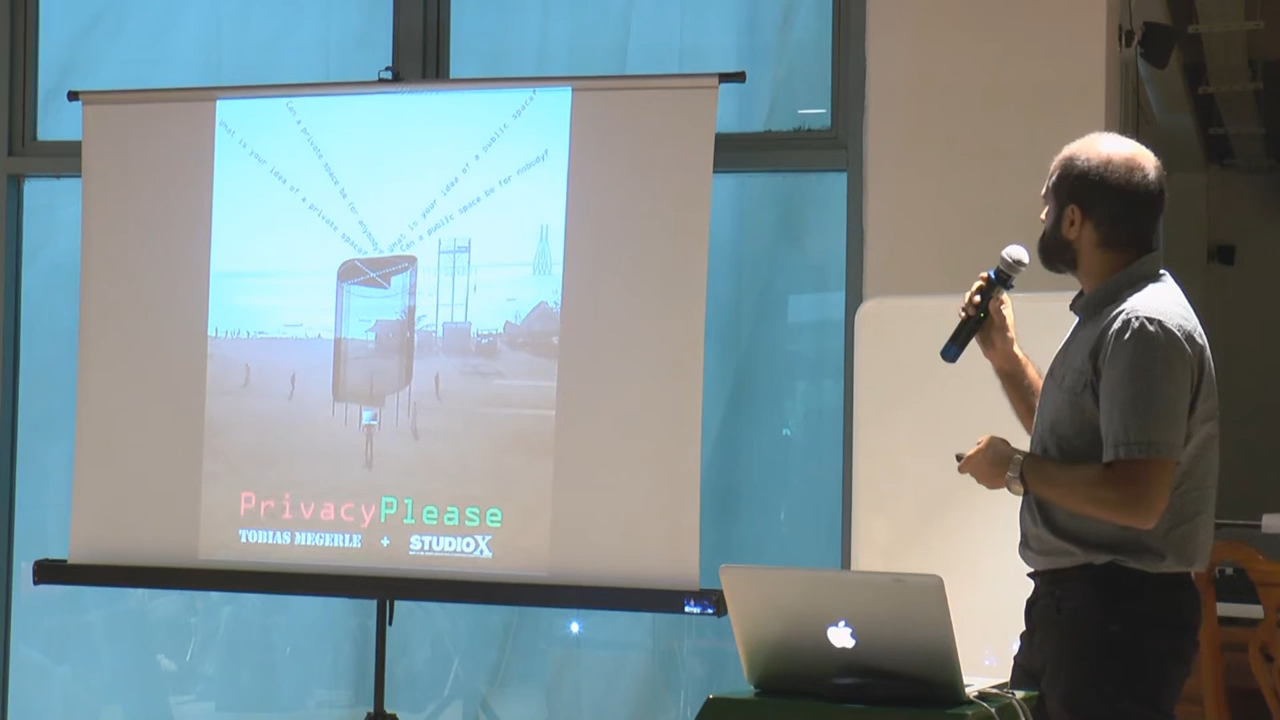 Can a private space be for anybody?
What is your idea of a private space?
What is your idea of a public space?
Can a public space be for nobody?
PrivacyPlease
TOBIAS MEGERLE + STUDIOX